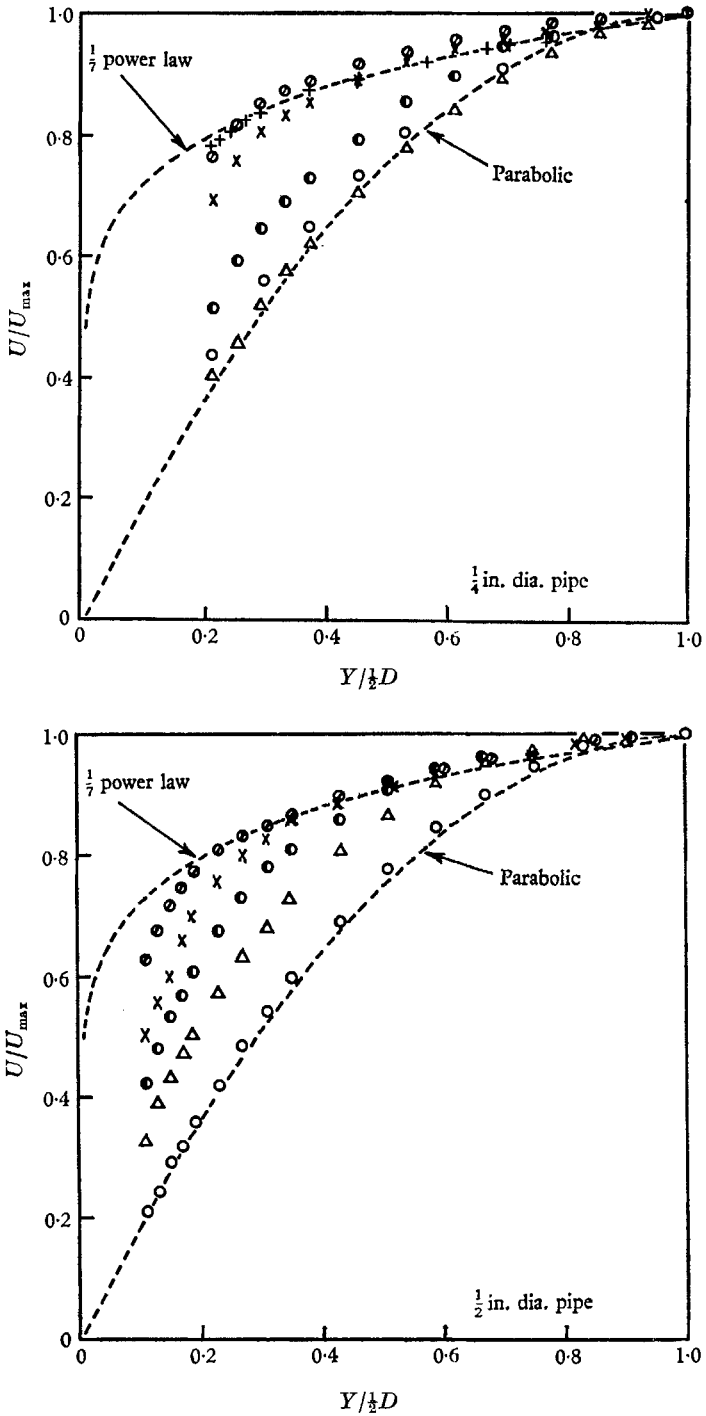 1·0
1/7 power law
0·8
Parabolic
0·6
U/U_max
0·4
0·2
1/4 in. dia. pipe
0
0 0·2 0·4 0·6 0·8 1·0
Y/½D
1·0
1/7 power law
0·8
Parabolic
0·6
U/U_max
0·4
0·2
1/2 in. dia. pipe
0
0 0·2 0·4 0·6 0·8 1·0
Y/½D